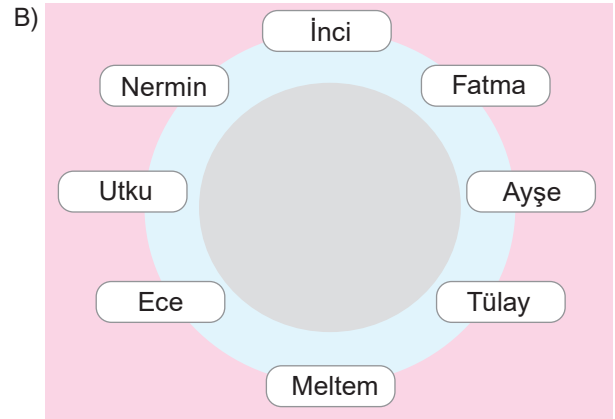 B)
İnci
Nermin
Fatma
Utku
Ayşe
Ece
Tülay
Meltem